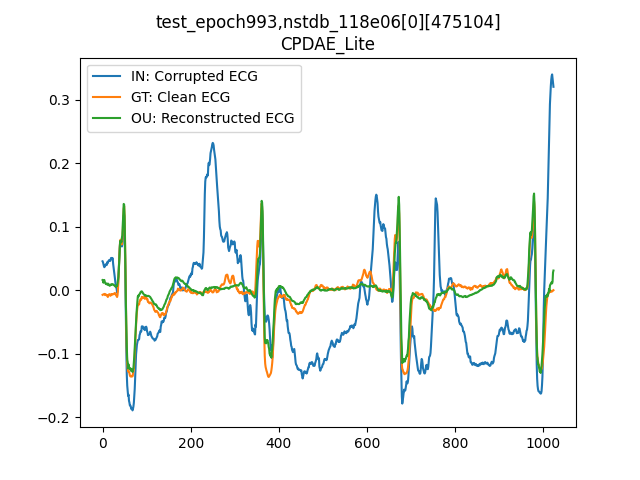 test_epoch993,nstdb_118e06[0][475104]
CPDAE_Lite
IN: Corrupted ECG
GT: Clean ECG
OU: Reconstructed ECG
0.3
0.2
0.1
0.0
−0.1
−0.2
0 200 400 600 800 1000